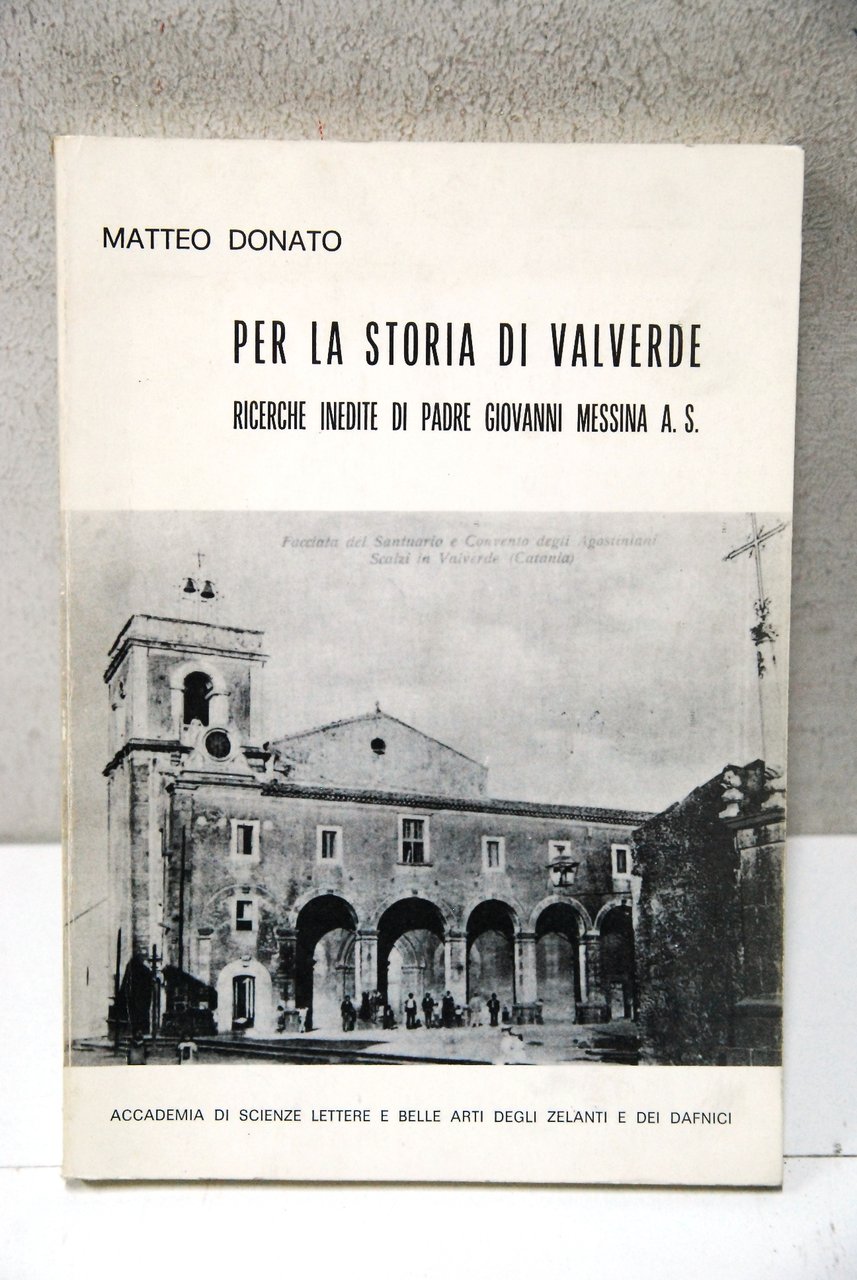 MATTEO DONATO
PER LA STORIA DI VALVERDE
RICERCHE INEDITE DI PADRE GIOVANNI MESSINA A. S.
Facciata del Santuario e Convento degli Agostiniani
Scalzi in Valverde (Catania)
ACCADEMIA DI SCIENZE LETTERE E BELLE ARTI DEGLI ZELANTI E DEI DAFNICI